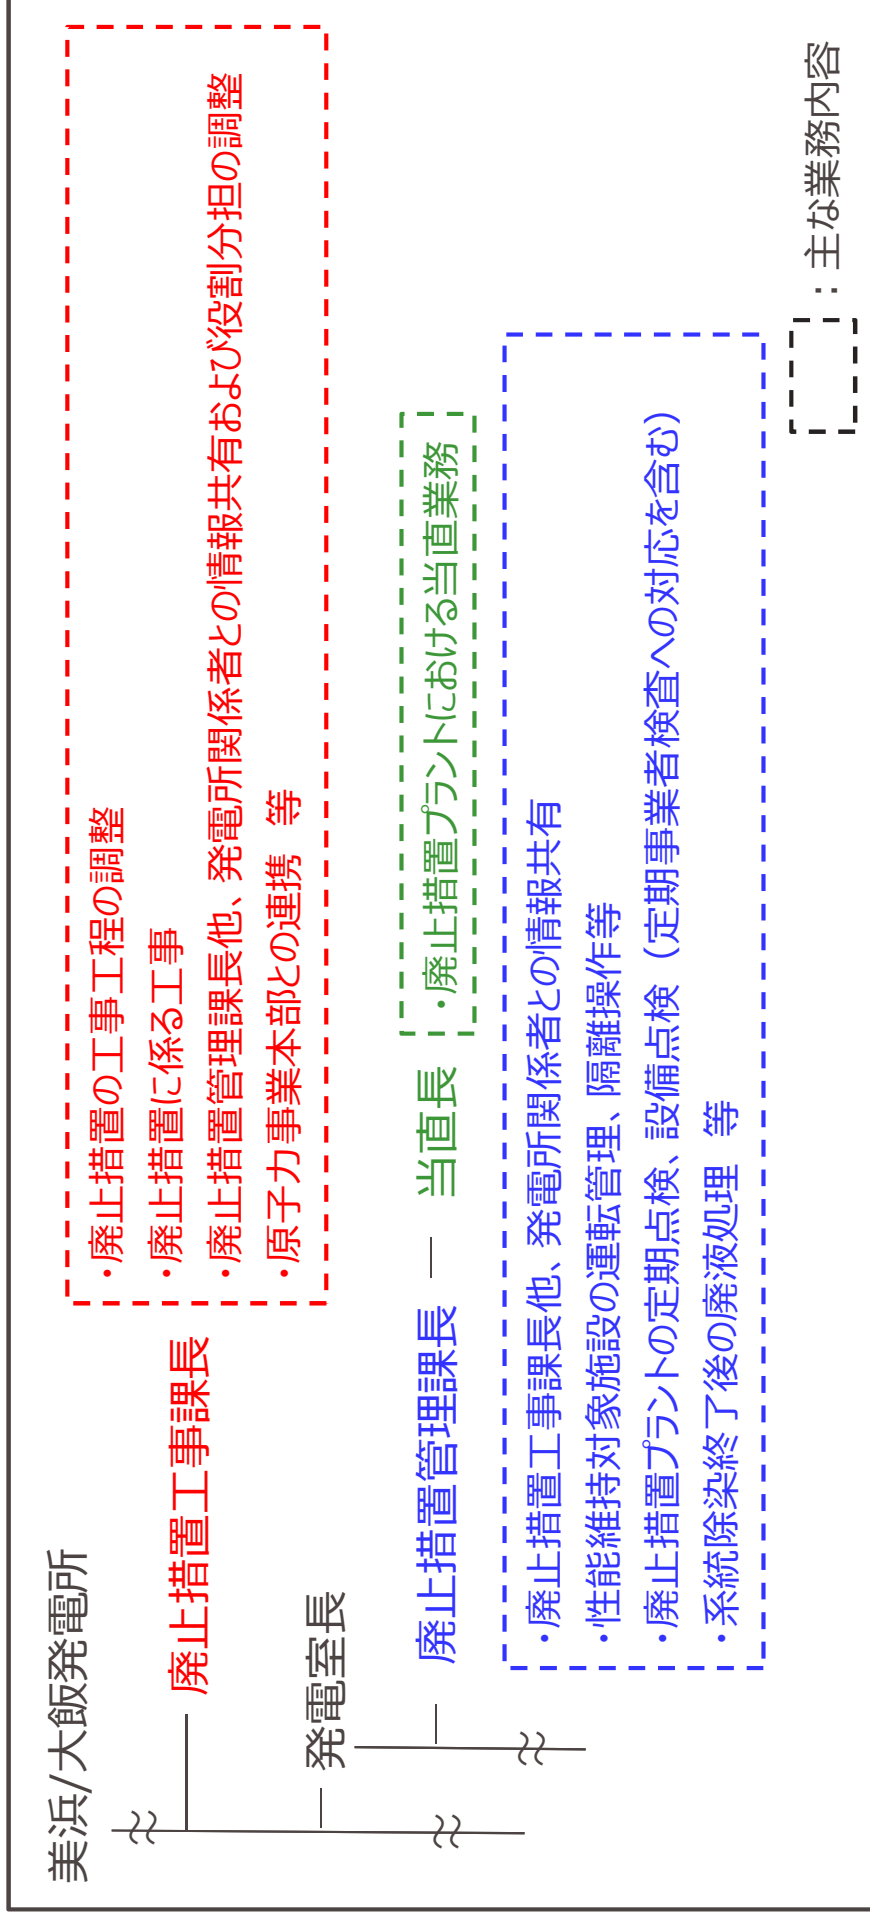 美浜/大飯発電所
廃止措置工事課長
・廃止措置の工事工程の調整
・廃止措置に係る工事
・廃止措置管理課長他、発電所関係者との情報共有および役割分担の調整
・原子力事業本部との連携　等
発電室長
廃止措置管理課長
当直長
・廃止措置プラントにおける当直業務
・廃止措置工事課長他、発電所関係者との情報共有
・性能維持対象施設の運転管理、隔離操作等
・廃止措置プラントの定期点検、設備点検（定期事業者検査への対応を含む）
・系統除染終了後の廃液処理　等
：主な業務内容